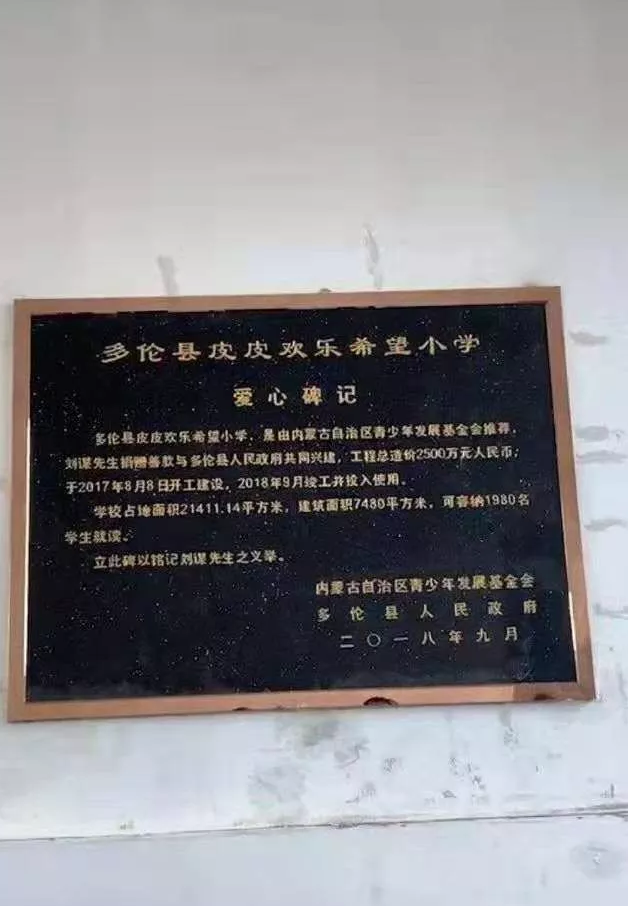 多伦县皮皮欢乐希望小学
爱心碑记
多伦县皮皮欢乐希望小学，是由内蒙古自治区青少年发展基金会推荐，
刘谋先生捐赠善款与多伦县人民政府共同兴建，工程总造价2500万元人民币；
于2017年8月8日开工建设，2018年9月竣工并投入使用。
学校占地面积21411.14平方米，建筑面积7480平方米，可容纳1980名
学生就读。
立此碑以铭记刘谋先生之义举。
内蒙古自治区青少年发展基金会
多伦县人民政府
二〇一八年九月